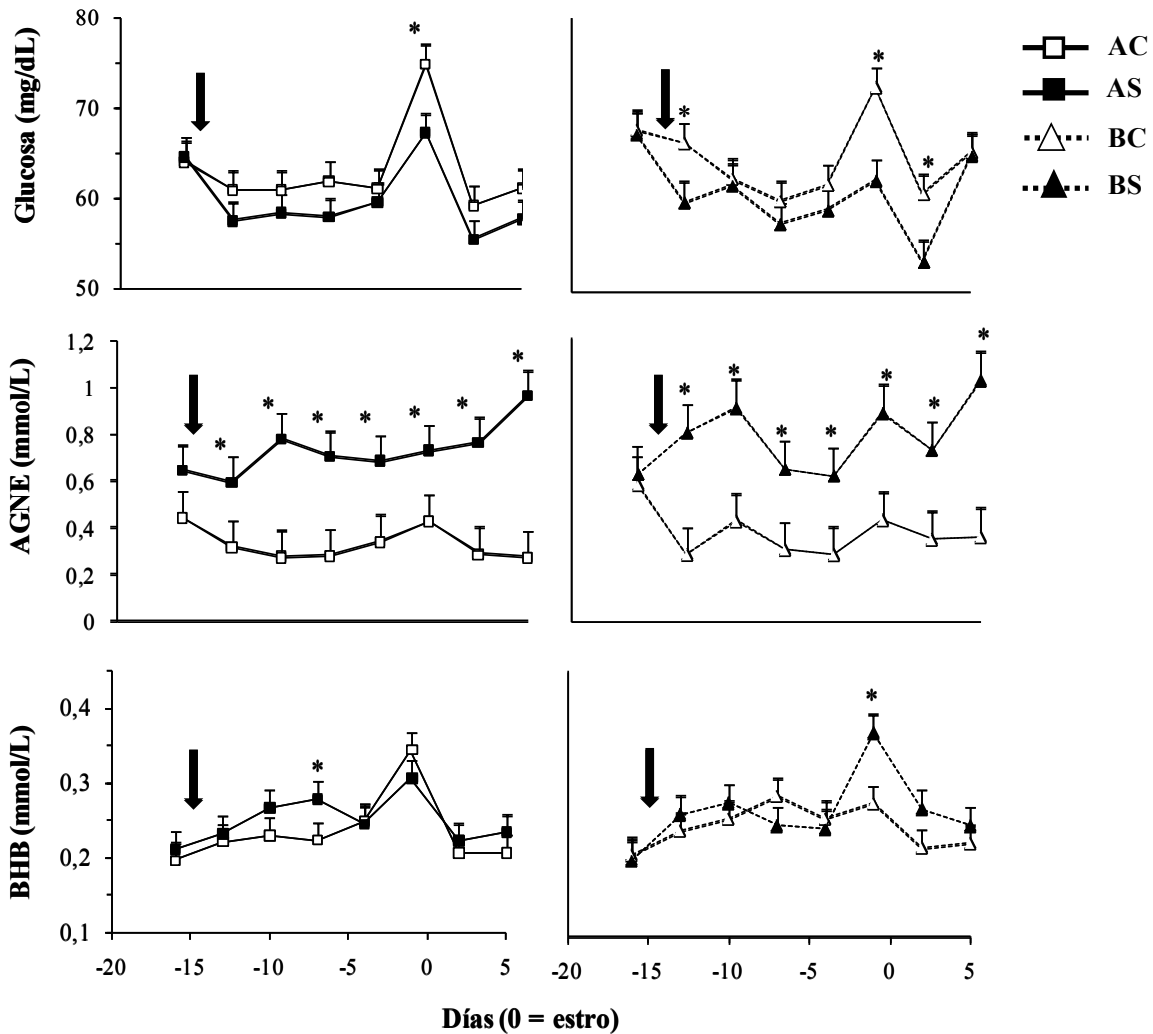 Glucosa (mg/dL)
80
70
60
50
*
* * *
AC
AS
BC
BS
AGNE (mmol/L)
1,2
1
0,8
0,6
0,4
0,2
0
* * * * * * *
* * * * * * *
BHB (mmol/L)
0,4
0,3
0,2
0,1
*
*
-20 -15 -10 -5 0 5
-20 -15 -10 -5 0 5
Días (0 = estro)